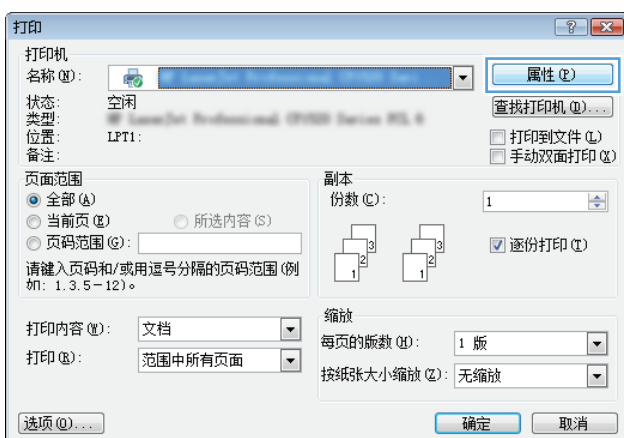 打印
打印机
名称(N):
属性(P)
状态: 空闲
查找打印机(D)...
类型:
位置: LPT1:
打印到文件(L)
备注:
手动双面打印(X)
页面范围
全部(A)
当前页(E) 所选内容(S)
页码范围(G):
请键入页码和/或用逗号分隔的页码范围(例
如: 1.3.5-12)。
副本
份数(C): 1
3 3
2 2
1 1
逐份打印(T)
打印内容(W): 文档
打印(R): 范围中所有页面
缩放
每页的版数(H): 1 版
按纸张大小缩放(Z): 无缩放
选项(O)...
确定 取消